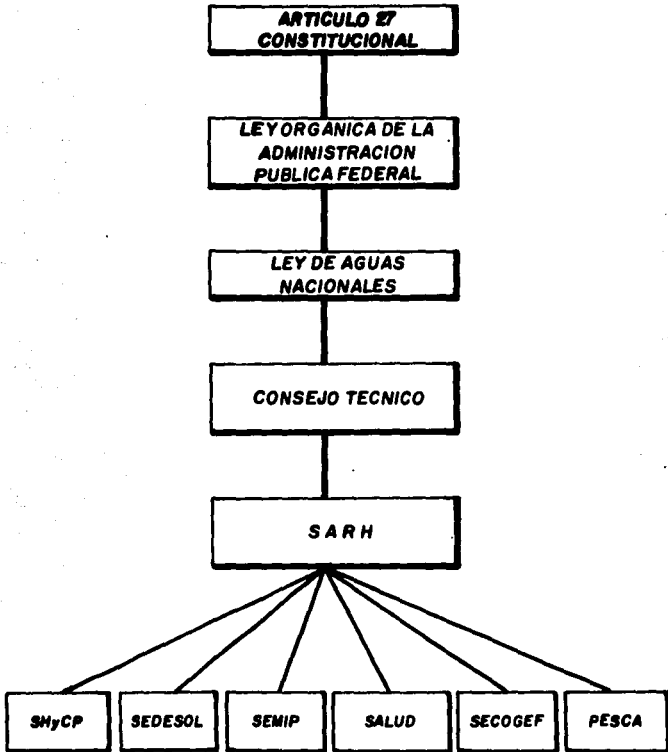 ARTICULO 27
CONSTITUCIONAL
LEY ORGANICA DE LA
ADMINISTRACION
PUBLICA FEDERAL
LEY DE AGUAS
NACIONALES
CONSEJO TECNICO
SARH
SHyCP
SEDESOL
SEMIP
SALUD
SECOGEF
PESCA